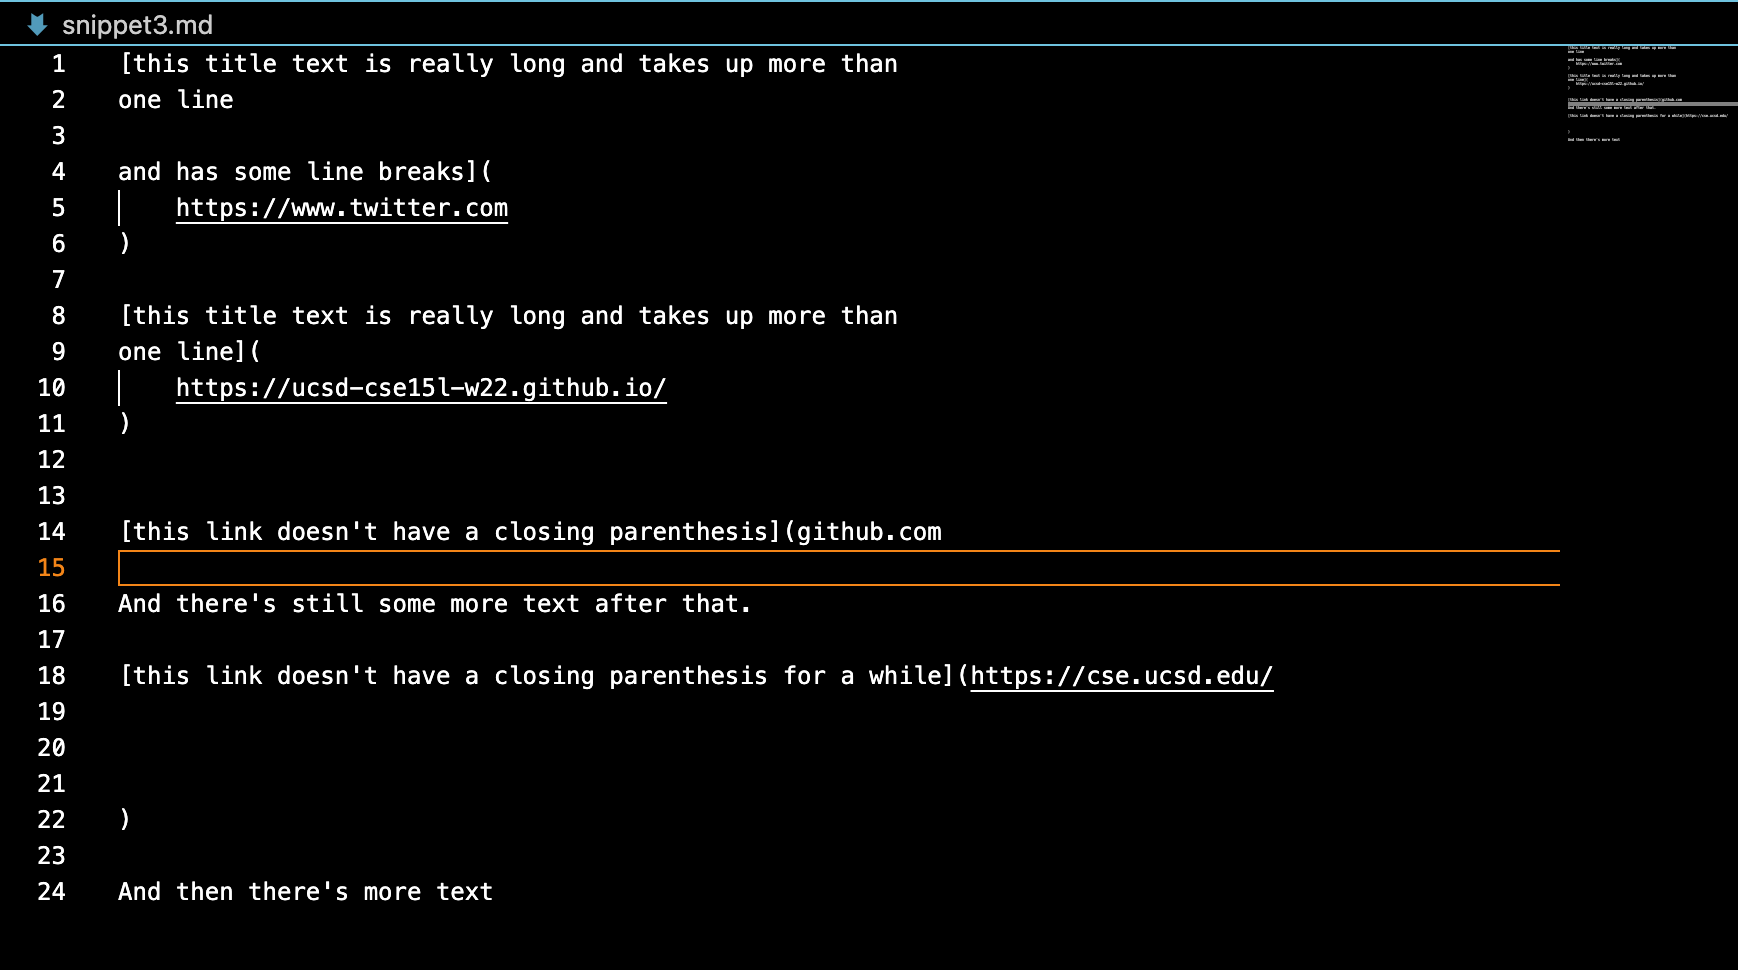 snippet3.md
1 [this title text is really long and takes up more than
2 one line
3
4 and has some line breaks](
5 https://www.twitter.com
6 )
7
8 [this title text is really long and takes up more than
9 one line](
10 https://ucsd-cse15l-w22.github.io/
11 )
12
13
14 [this link doesn't have a closing parenthesis](github.com
15
16 And there's still some more text after that.
17
18 [this link doesn't have a closing parenthesis for a while](https://cse.ucsd.edu/
19
20
21
22 )
23
24 And then there's more text